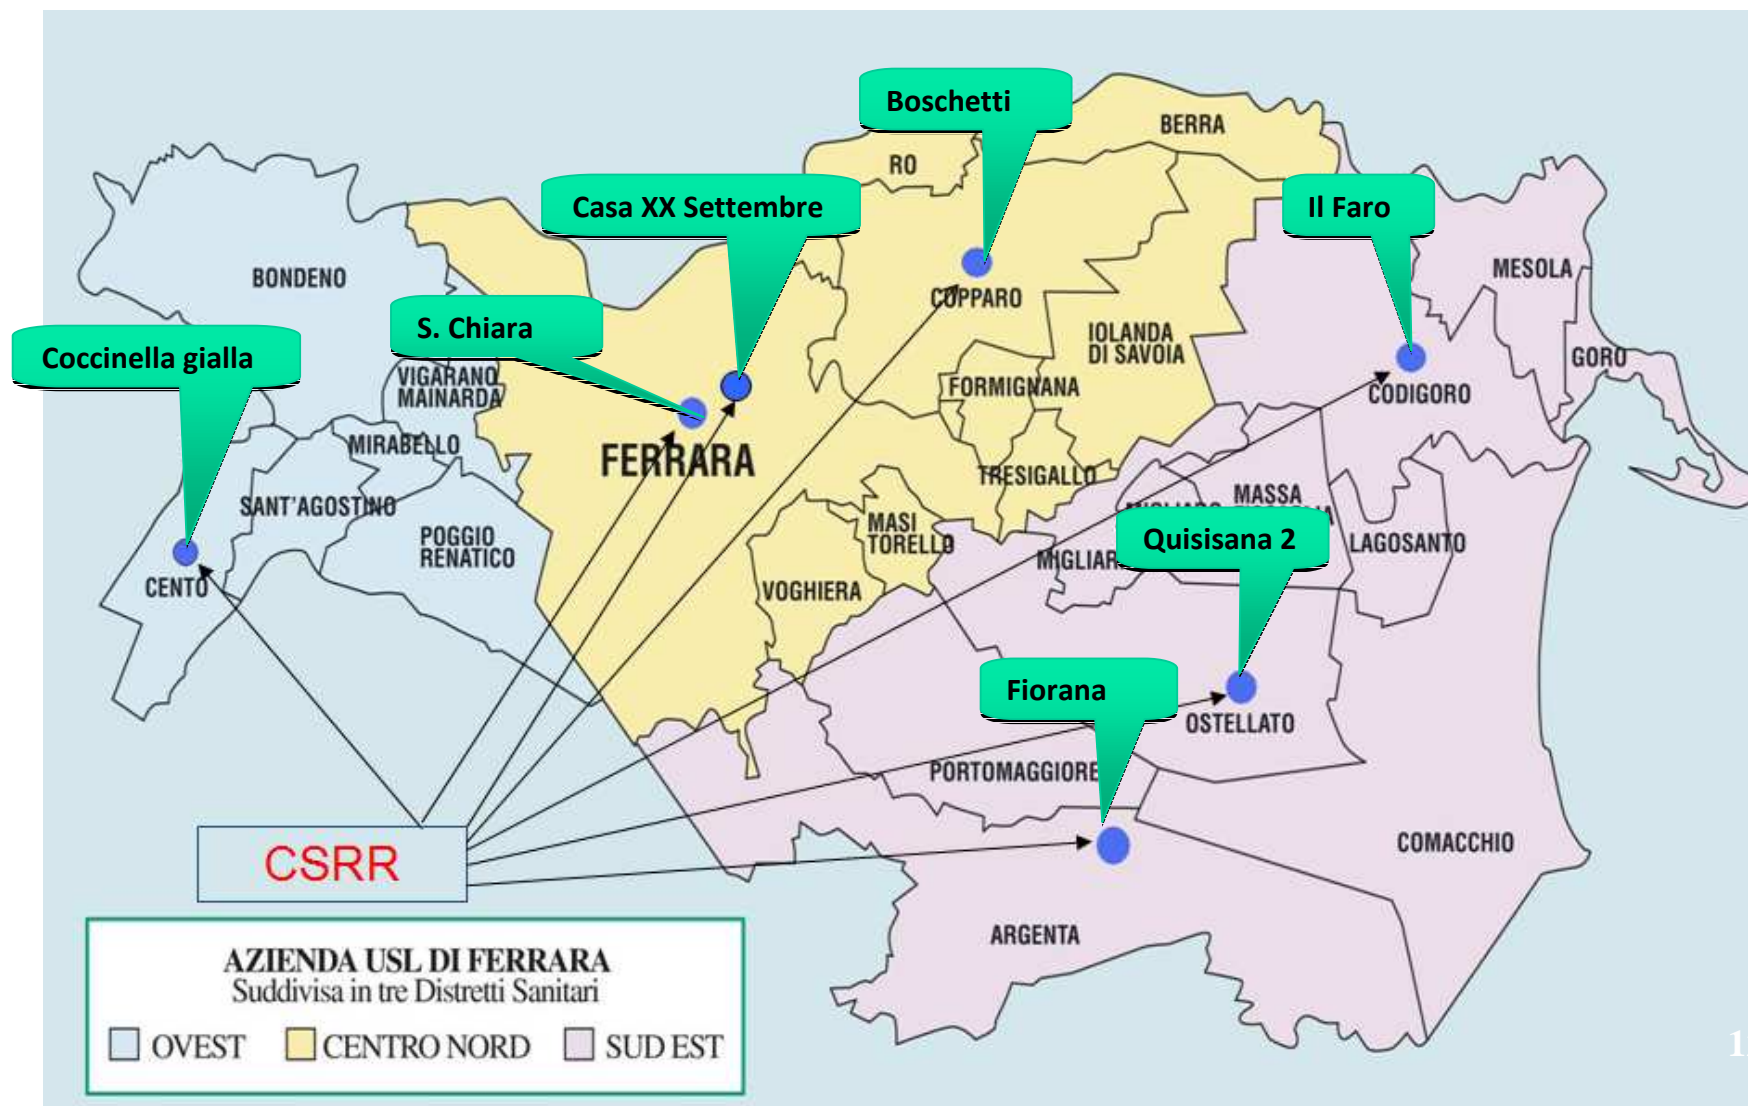 Boschetti
BERRA
RO
Casa XX Settembre
Il Faro
BONDENO
MESOLA
COPPARO
S. Chiara
IOLANDA
DI SAVOIA
GORO
Coccinella gialla
VIGARANO
MAINARDA
FORMIGNANA
CODIGORO
MIRABELLO
FERRARA
TRESIGALLO
MASSA
SANT'AGOSTINO
MASI
TORELLO
POGGIO
RENATICO
Quisisana 2
LAGOSANTO
CENTO
VOGHIERA
Fiorana
OSTELLATO
PORTOMAGGIORE
CSRR
COMACCHIO
ARGENTA
AZIENDA USL DI FERRARA
Suddivisa in tre Distretti Sanitari
OVEST CENTRO NORD SUD EST